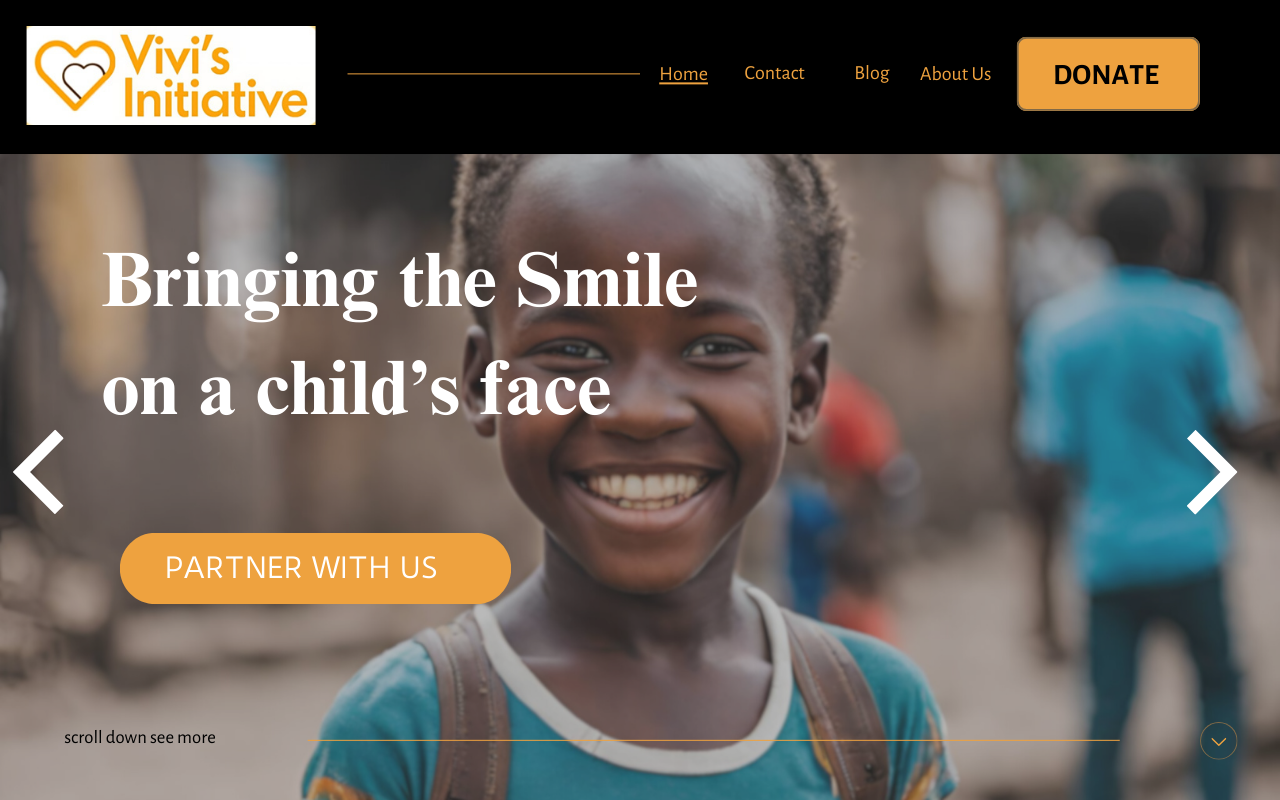 Vivi's
Initiative
Home
Contact
Blog
About Us
DONATE
Bringing the Smile
on a child’s face
PARTNER WITH US
scroll down see more